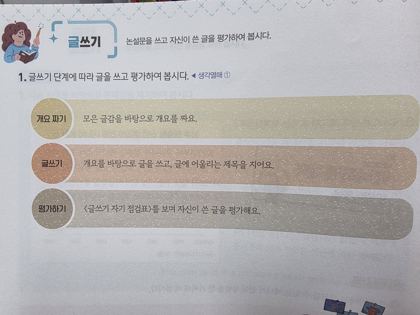 글쓰기 논설문을 쓰고 자신이 쓴 글을 평가하여 봅시다.
1. 글쓰기 단계에 따라 글을 쓰고 평가하여 봅시다. ◀ 생각열매 ①
개요 짜기 모은 글감을 바탕으로 개요를 짜요.
글쓰기 개요를 바탕으로 글을 쓰고, 글에 어울리는 제목을 지어요.
평가하기 〈글쓰기 자기 점검표〉를 보며 자신이 쓴 글을 평가해요.